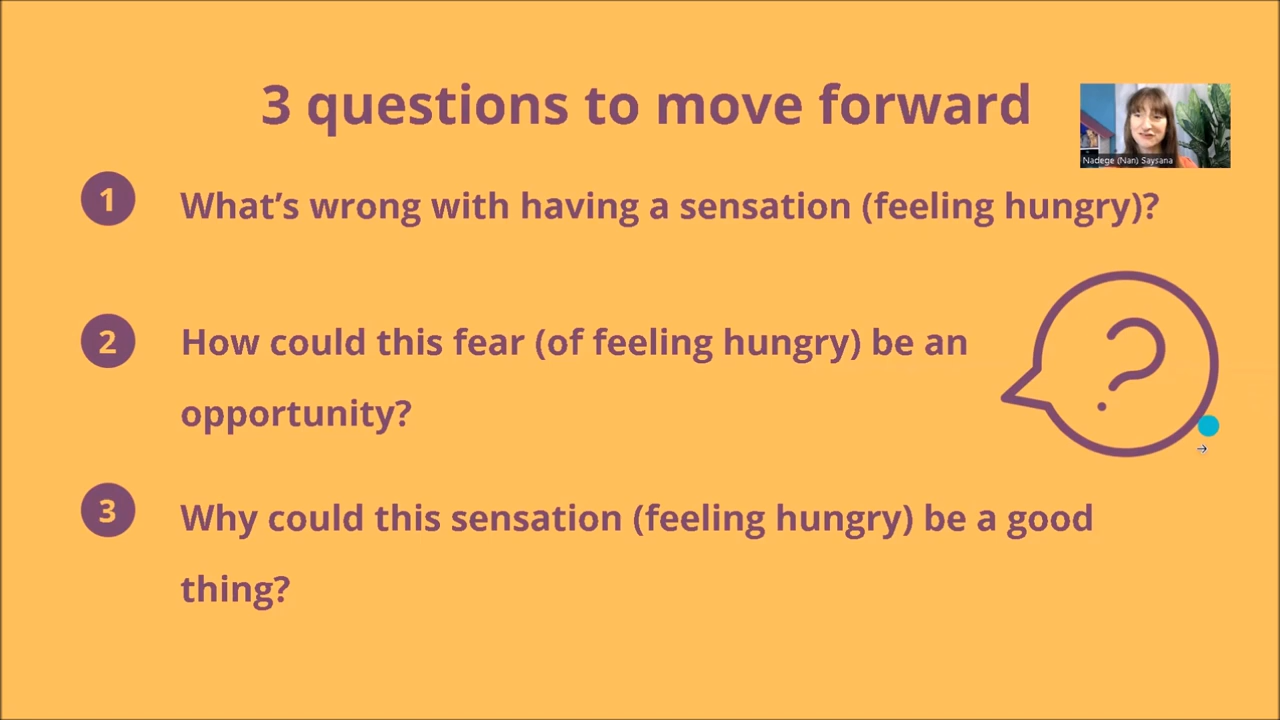 3 questions to move forward
Nadege (Nan) Saysana
1 What's wrong with having a sensation (feeling hungry)?
2 How could this fear (of feeling hungry) be an
opportunity?
?
3 Why could this sensation (feeling hungry) be a good
thing?